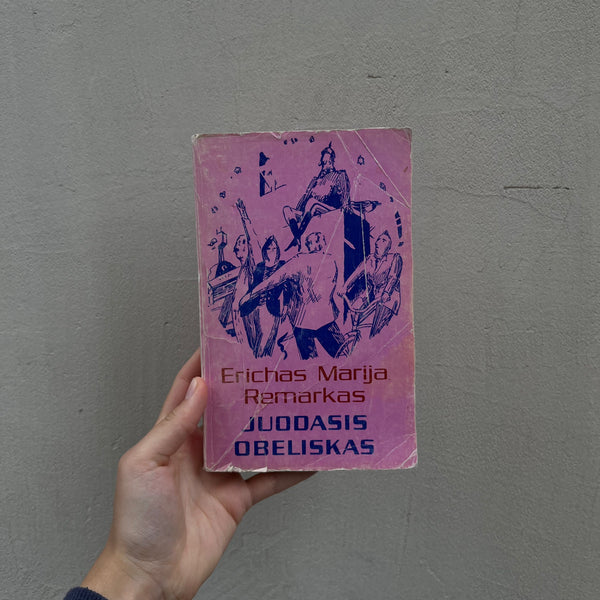 Erichas Marija
Remarkas
JUODASIS
OBELISKAS